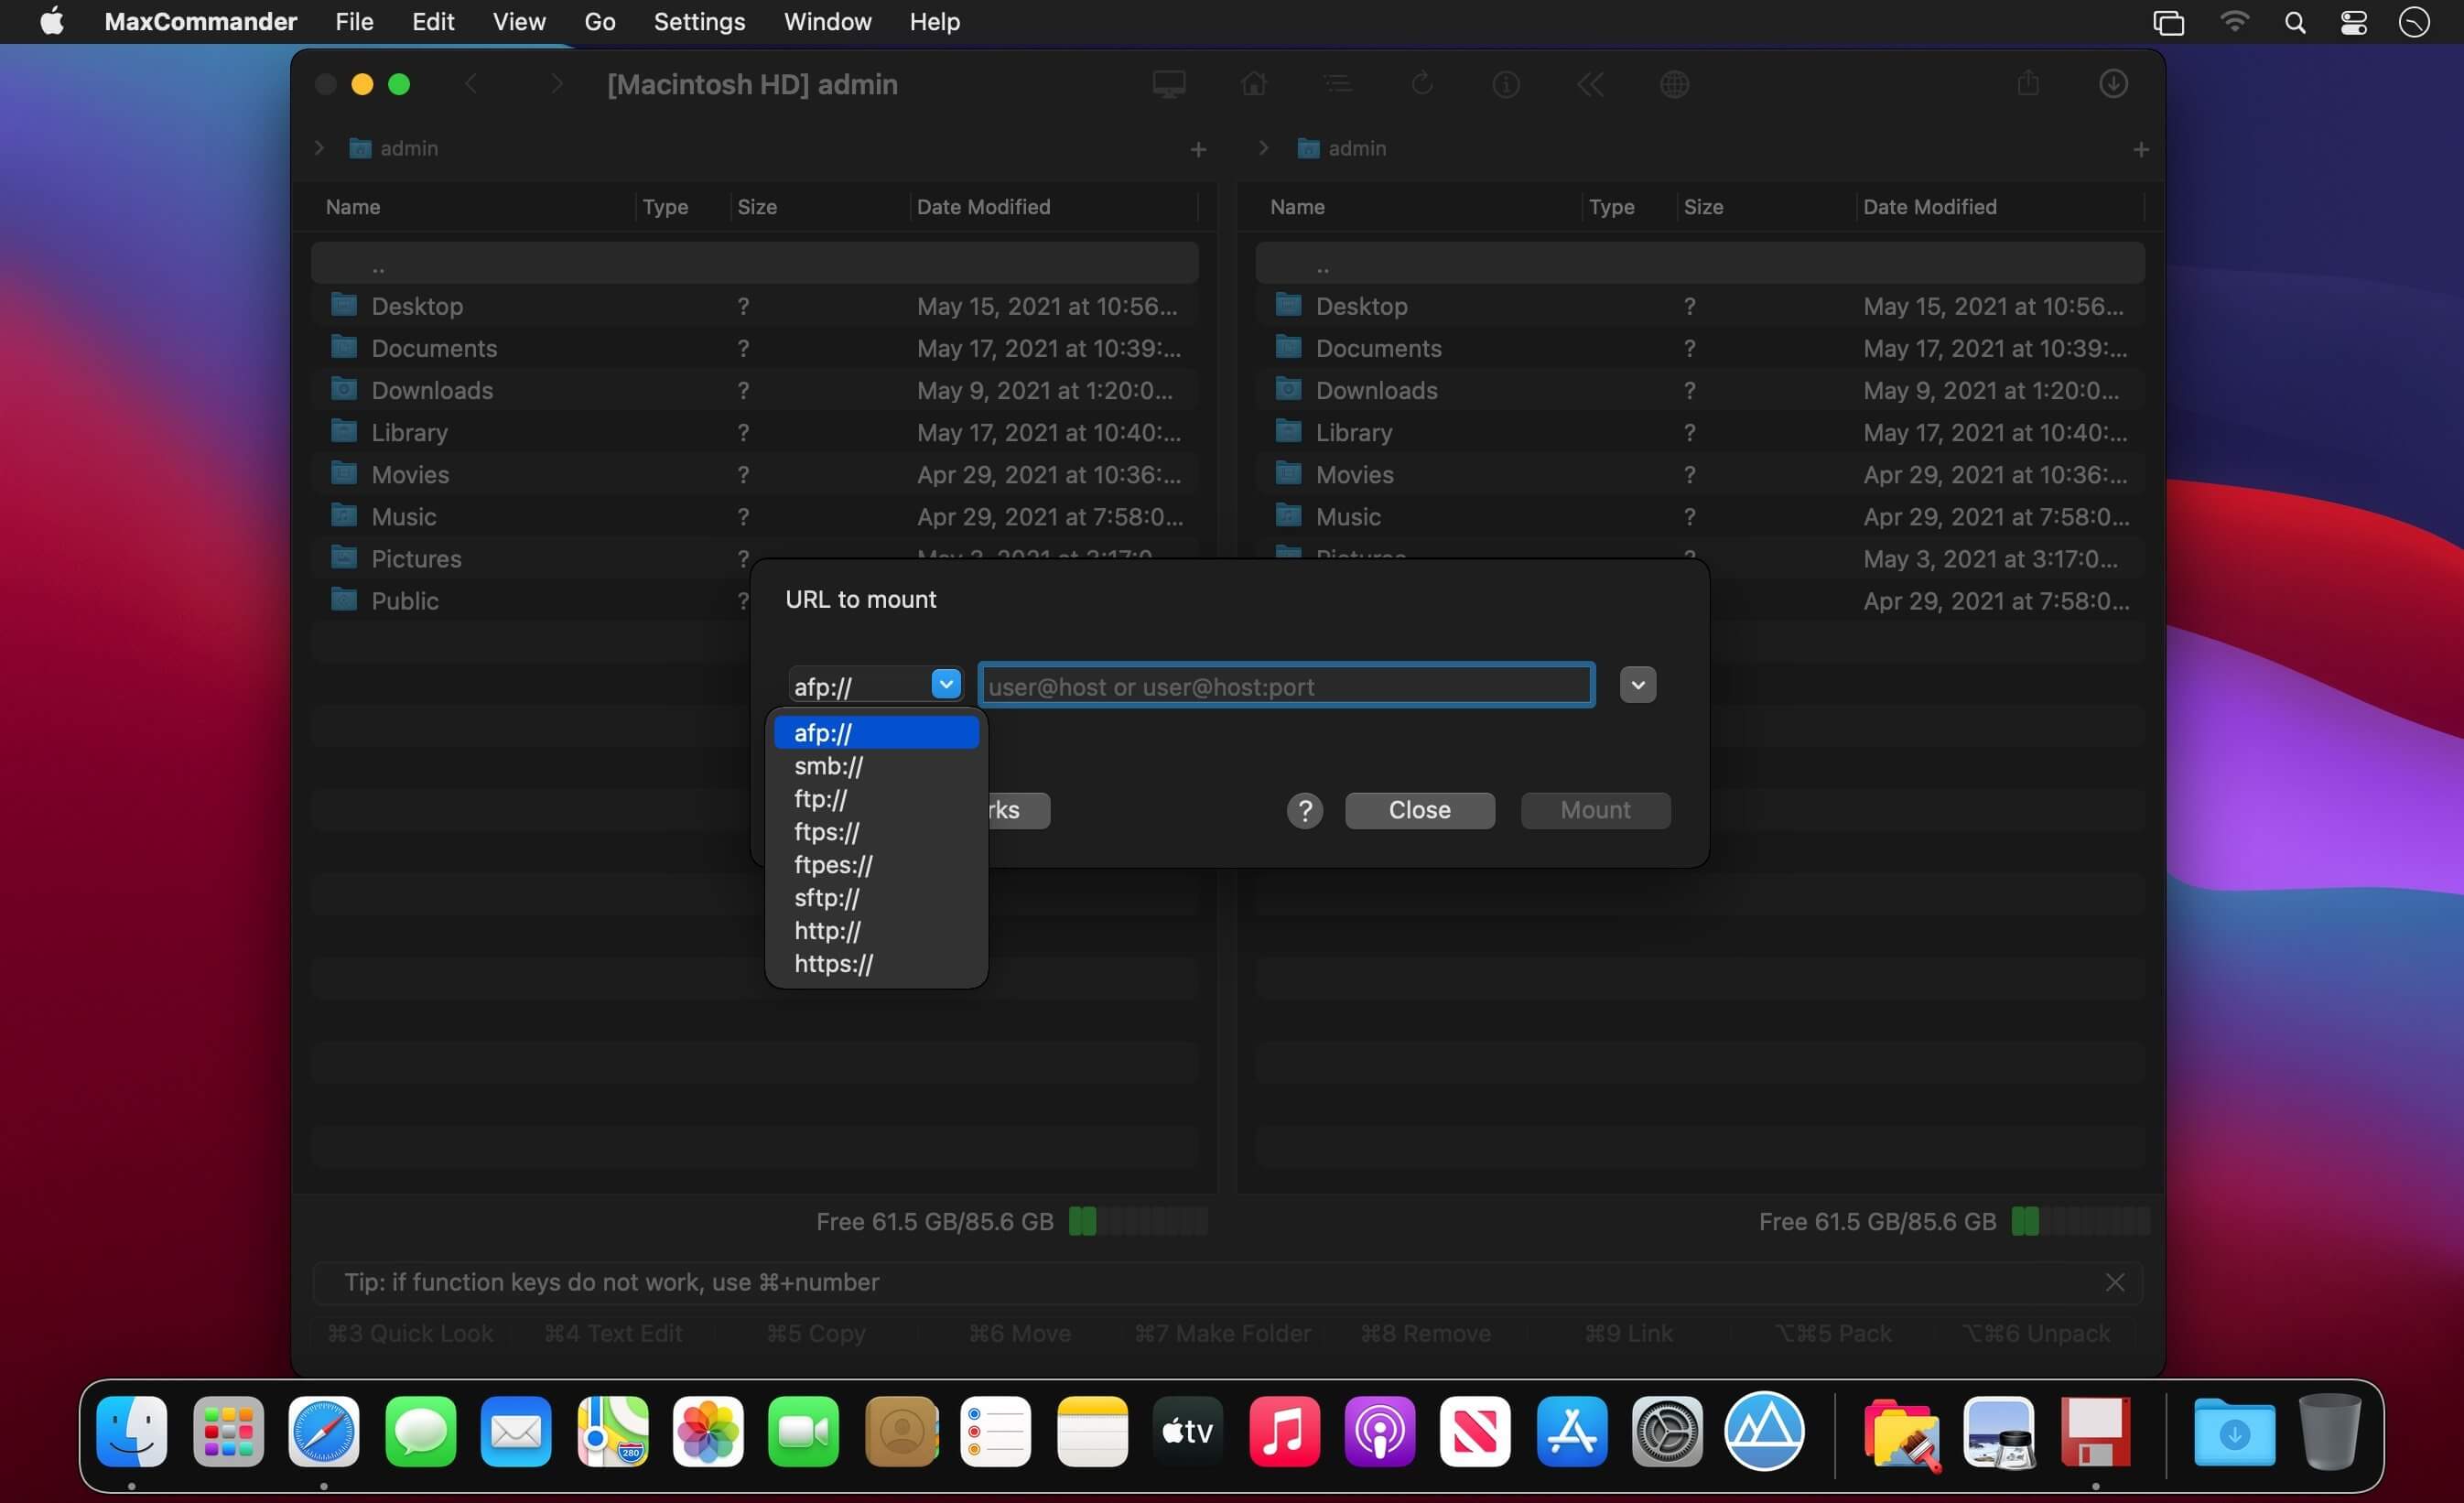 MaxCommander File Edit View Go Settings Window Help
[Macintosh HD] admin
admin + admin +
Name Type Size Date Modified Name Type Size Date Modified
.. ..
Desktop ? May 15, 2021 at 10:56... Desktop ? May 15, 2021 at 10:56...
Documents ? May 17, 2021 at 10:39:... Documents ? May 17, 2021 at 10:39:...
Downloads ? May 9, 2021 at 1:20:0... Downloads ? May 9, 2021 at 1:20:0...
Library ? May 17, 2021 at 10:40:... Library ? May 17, 2021 at 10:40:...
Movies ? Apr 29, 2021 at 10:36:... Movies ? Apr 29, 2021 at 10:36:...
Music ? Apr 29, 2021 at 7:58:0... Music ? Apr 29, 2021 at 7:58:0...
Pictures ? May 3, 2021 at 3:17:0... Pictures ? May 3, 2021 at 3:17:0...
Public ? Apr 29, 2021 at 7:58:0...
URL to mount
afp:// user@host or user@host:port
afp://
smb://
ftp://
ftps://
ftpes://
sftp://
http://
https://
rks ? Close Mount
Free 61.5 GB/85.6 GB Free 61.5 GB/85.6 GB
Tip: if function keys do not work, use ⌘+number
⌘3 Quick Look ⌘4 Text Edit ⌘5 Copy ⌘6 Move ⌘7 Make Folder ⌘8 Remove ⌘9 Link ⌥⌘5 Pack ⌥⌘6 Unpack
280
tv